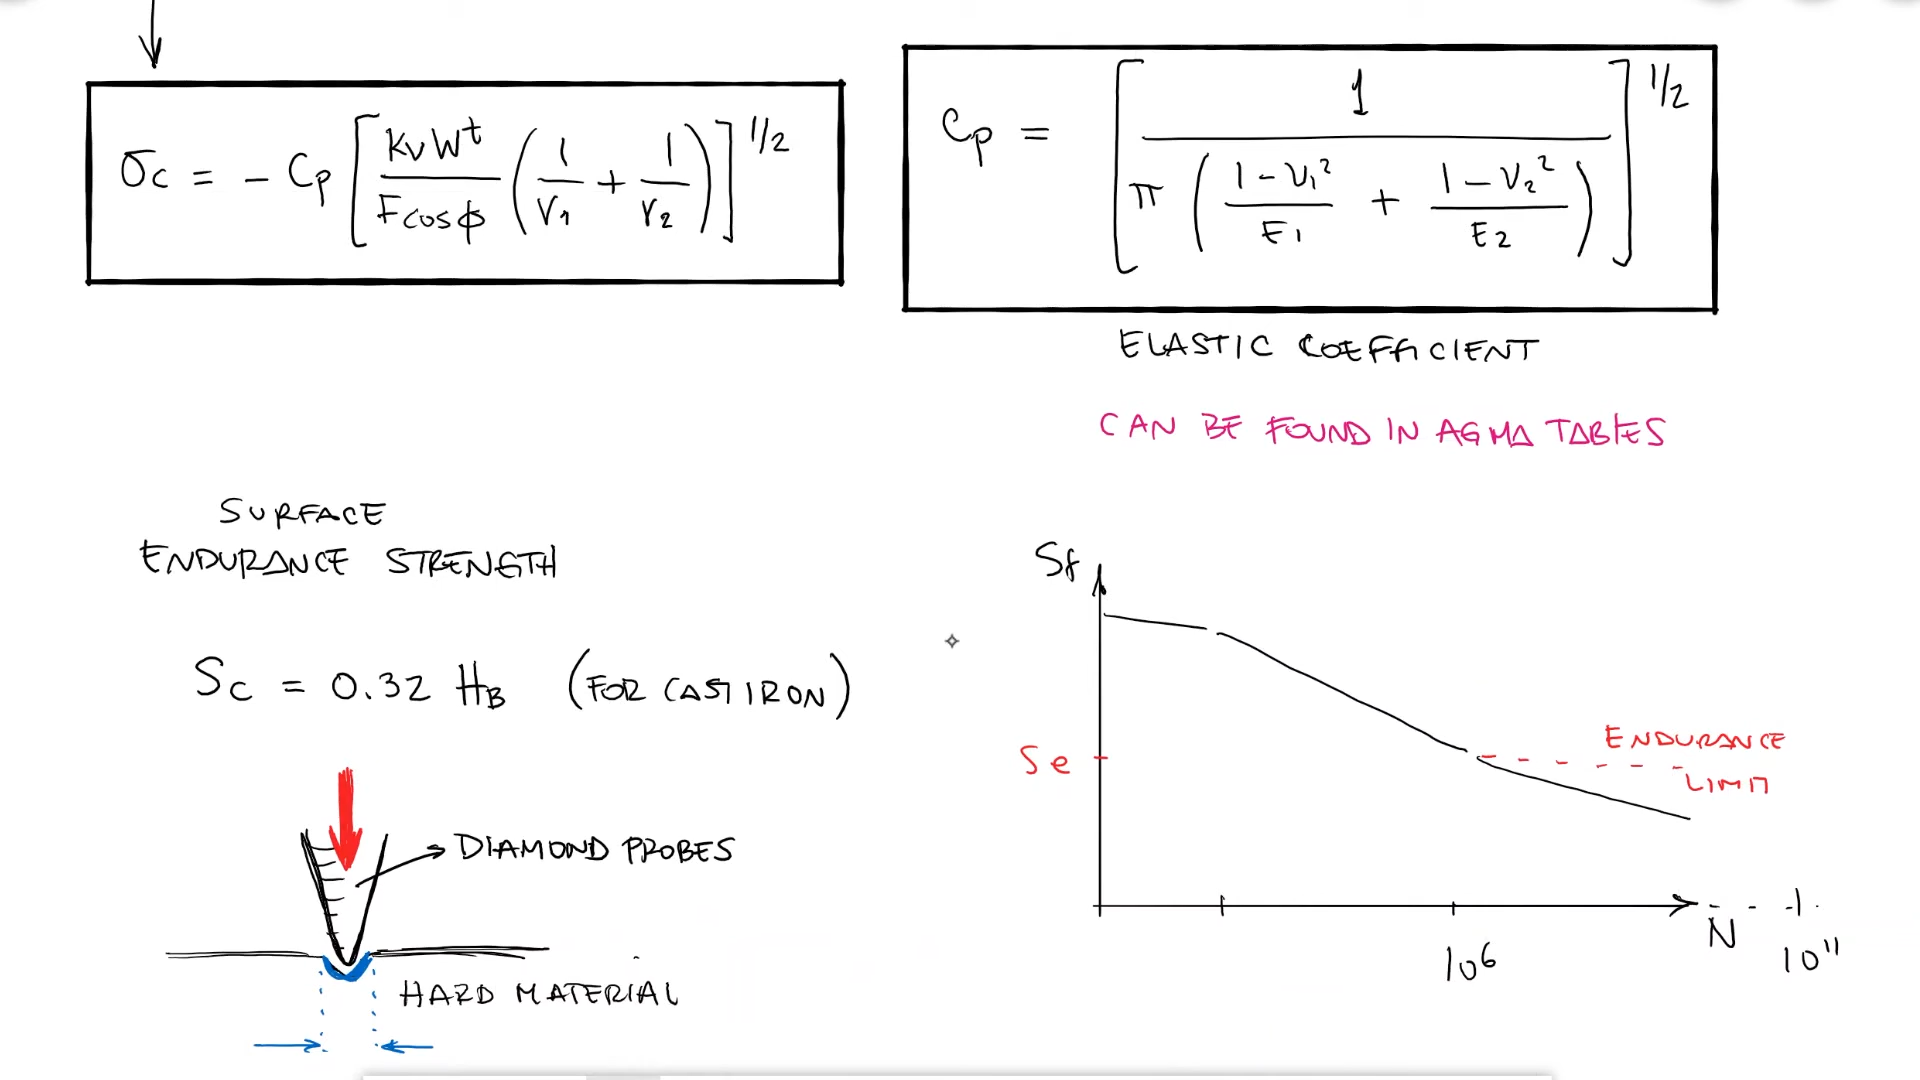 σc = - Cp [ KvW^t / Fcosϕ ( 1/r1 + 1/r2 ) ]^1/2
Cp = [ 1 / π ( 1-ν1² / E1 + 1-ν2² / E2 ) ]^1/2
ELASTIC COEFFICIENT
CAN BE FOUND IN AGMA TABLES
SURFACE
ENDURANCE STRENGTH
Sc = 0.32 HB (FOR CAST IRON)
DIAMOND PROBES
HARD MATERIAL
Sf
Se
ENDURANCE
LIMIT
N
10^6
10^11